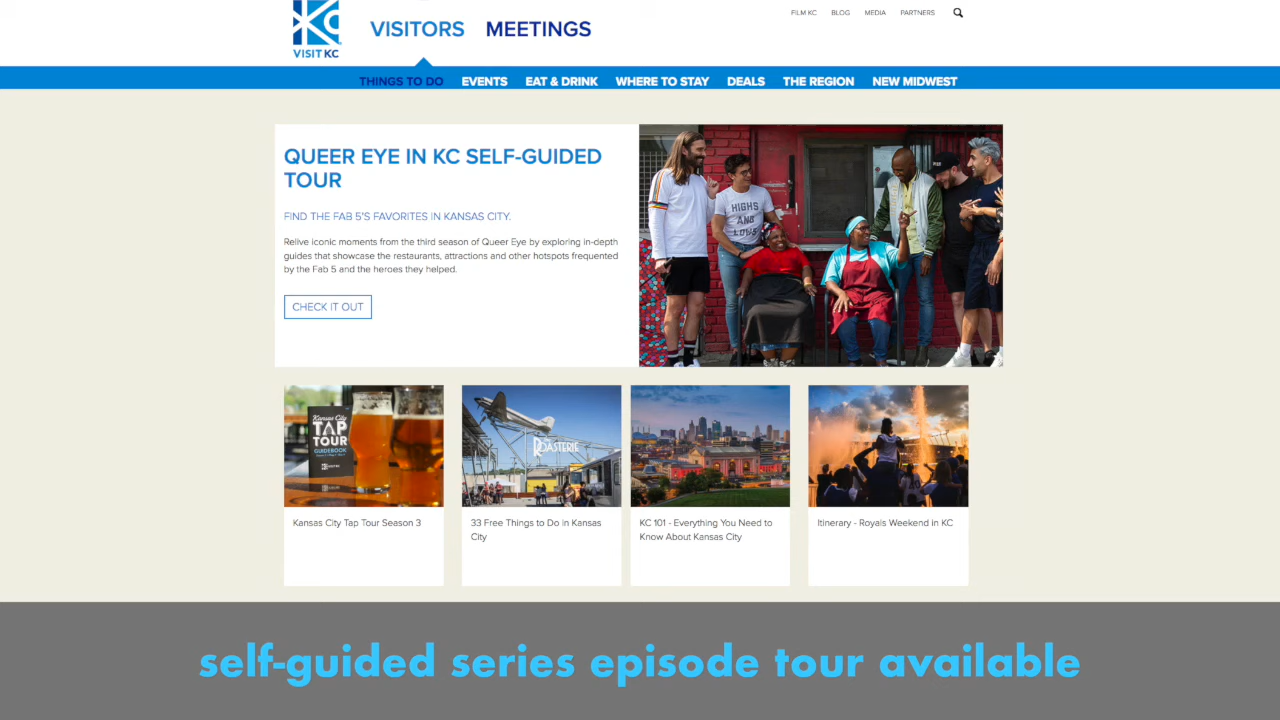 KC
VISIT KC
VISITORS
MEETINGS
FILM KC
BLOG
MEDIA
PARTNERS
THINGS TO DO
EVENTS
EAT & DRINK
WHERE TO STAY
DEALS
THE REGION
NEW MIDWEST
QUEER EYE IN KC SELF-GUIDED
TOUR
FIND THE FAB 5'S FAVORITES IN KANSAS CITY.
Relive iconic moments from the third season of Queer Eye by exploring in-depth
guides that showcase the restaurants, attractions and other hotspots frequented
by the Fab 5 and the heroes they helped.
CHECK IT OUT
HIGHS
AND
LOWS
Kansas City
TAP
TOUR
GUIDEBOOK
ROASTERIE
Kansas City Tap Tour Season 3
33 Free Things to Do in Kansas
City
KC 101 - Everything You Need to
Know About Kansas City
Itinerary - Royals Weekend in KC
self-guided series episode tour available